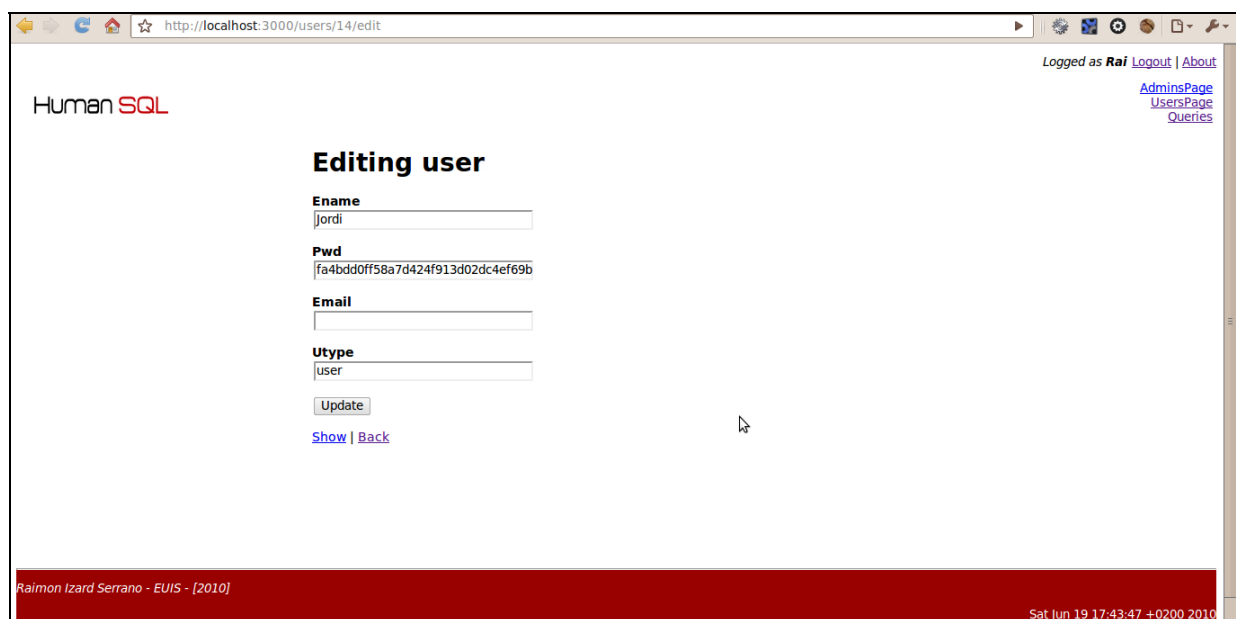 http://localhost:3000/users/14/edit
Logged as Rai Logout | About
AdminsPage
UsersPage
Queries
Human SQL
Editing user
Ename
Jordi
Pwd
fa4bdd0ff58a7d424f913d02dc4ef69b
Email
Utype
user
Update
Show | Back
Raimon Izard Serrano - EUIS - [2010]
Sat Jun 19 17:43:47 +0200 2010